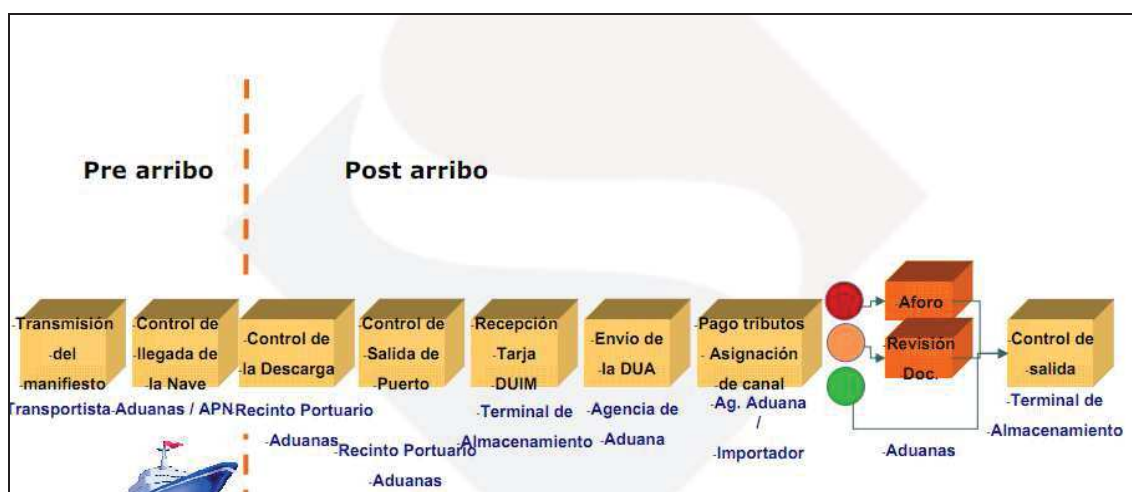 Pre arribo
Post arribo
-Transmisión
-del
-manifiesto
Transportista
-Control de
-llegada de
-la Nave
-Aduanas / APN
-Control de
-la Descarga
-Recinto Portuario
-Aduanas
-Control de
-Salida de
-Puerto
-Recinto Portuario
-Aduanas
-Recepción
-Tarja
-DUIM
-Terminal de
-Almacenamiento
-Envío de
-la DUA
-Agencia de
-Aduana
-Pago tributos
-Asignación
-de canal
-Ag. Aduana
/
-Importador
-Aforo
-Revisión
Doc.
-Aduanas
-Control de
-salida
-Terminal de
-Almacenamiento